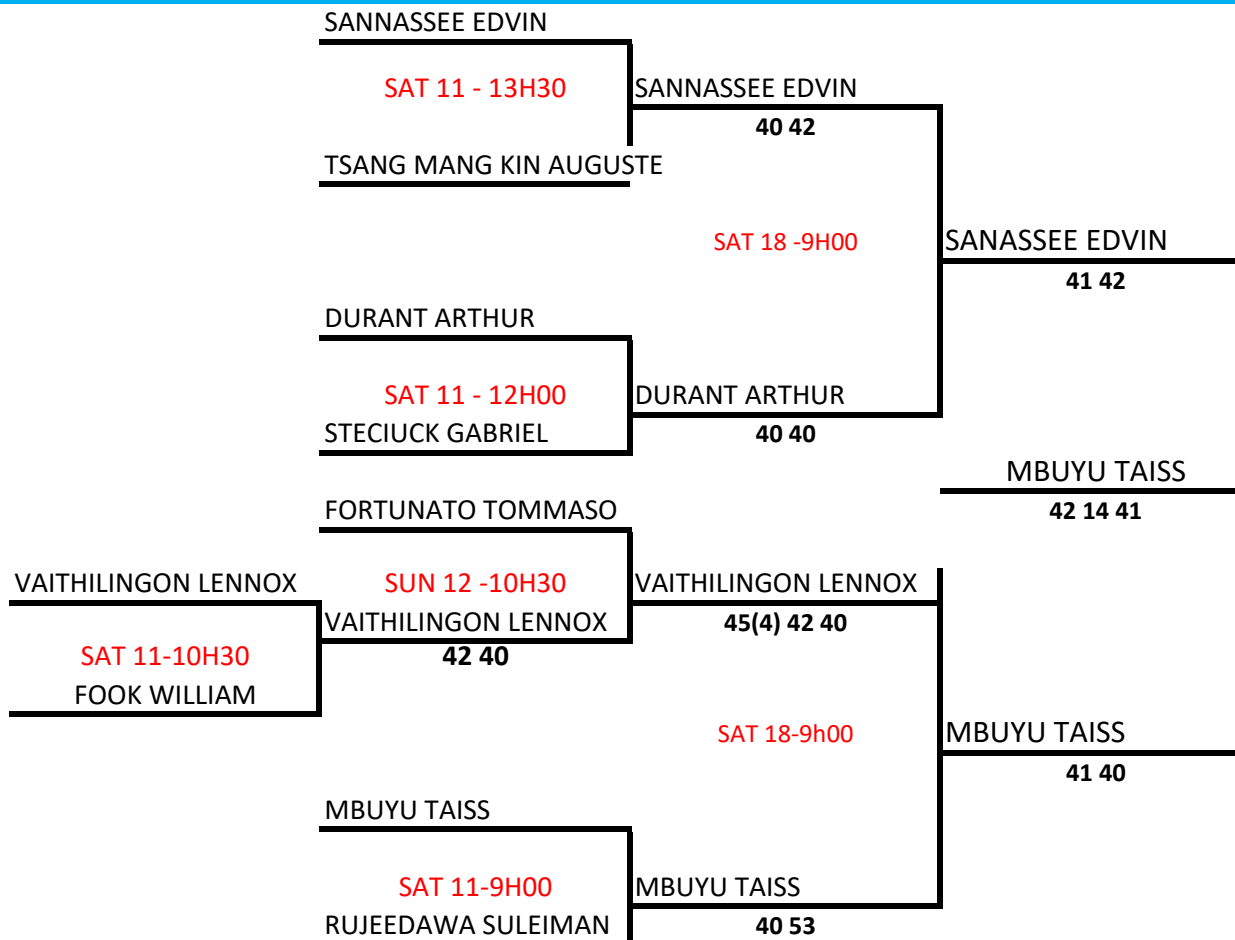 SANNASSEE EDVIN
SAT 11 - 13H30
SANNASSEE EDVIN
40 42
TSANG MANG KIN AUGUSTE
SAT 18 -9H00
SANASSEE EDVIN
41 42
DURANT ARTHUR
SAT 11 - 12H00
DURANT ARTHUR
STECIUCK GABRIEL
40 40
MBUYU TAISS
42 14 41
FORTUNATO TOMMASO
VAITHILINGON LENNOX
SUN 12 -10H30
VAITHILINGON LENNOX
VAITHILINGON LENNOX
45(4) 42 40
SAT 11-10H30
42 40
FOOK WILLIAM
SAT 18-9h00
MBUYU TAISS
41 40
MBUYU TAISS
SAT 11-9H00
MBUYU TAISS
RUJEEDAWA SULEIMAN
40 53